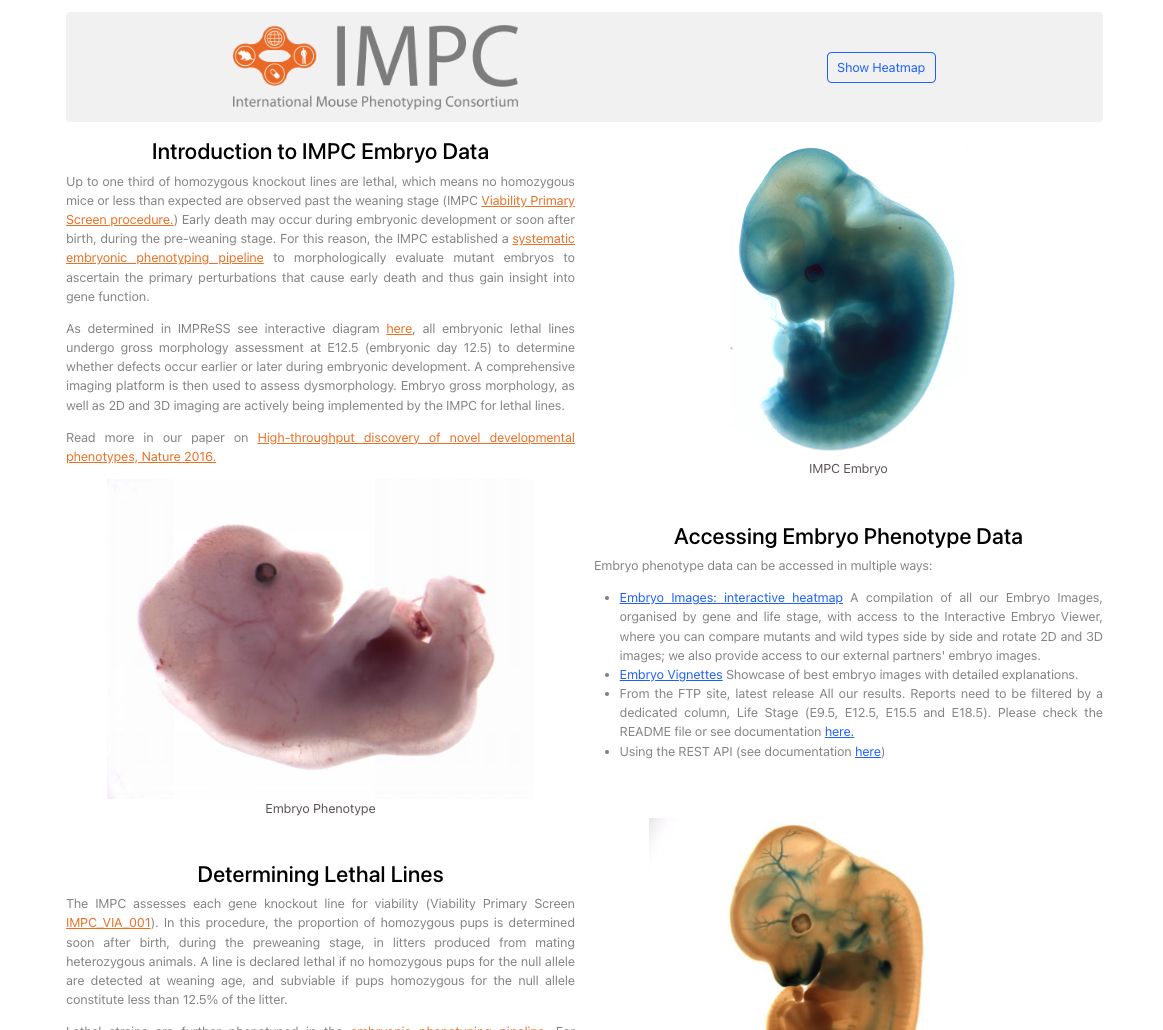 IMPC
International Mouse Phenotyping Consortium
Show Heatmap
Introduction to IMPC Embryo Data
Up to one third of homozygous knockout lines are lethal, which means no homozygous
mice or less than expected are observed past the weaning stage (IMPC Viability Primary
Screen procedure.) Early death may occur during embryonic development or soon after
birth, during the pre-weaning stage. For this reason, the IMPC established a systematic
embryonic phenotyping pipeline to morphologically evaluate mutant embryos to
ascertain the primary perturbations that cause early death and thus gain insight into
gene function.
As determined in IMPReSS see interactive diagram here, all embryonic lethal lines
undergo gross morphology assessment at E12.5 (embryonic day 12.5) to determine
whether defects occur earlier or later during embryonic development. A comprehensive
imaging platform is then used to assess dysmorphology. Embryo gross morphology, as
well as 2D and 3D imaging are actively being implemented by the IMPC for lethal lines.
Read more in our paper on High-throughput discovery of novel developmental
phenotypes, Nature 2016.
Embryo Phenotype
Determining Lethal Lines
The IMPC assesses each gene knockout line for viability (Viability Primary Screen
IMPC_VIA_001). In this procedure, the proportion of homozygous pups is determined
soon after birth, during the preweaning stage, in litters produced from mating
heterozygous animals. A line is declared lethal if no homozygous pups for the null allele
are detected at weaning age, and subviable if pups homozygous for the null allele
constitute less than 12.5% of the litter.
Lethal strains are further phenotyped in the embryonic phenotyping pipeline. For
IMPC Embryo
Accessing Embryo Phenotype Data
Embryo phenotype data can be accessed in multiple ways:
Embryo Images: interactive heatmap A compilation of all our Embryo Images,
organised by gene and life stage, with access to the Interactive Embryo Viewer,
where you can compare mutants and wild types side by side and rotate 2D and 3D
images; we also provide access to our external partners' embryo images.
Embryo Vignettes Showcase of best embryo images with detailed explanations.
From the FTP site, latest release All our results. Reports need to be filtered by a
dedicated column, Life Stage (E9.5, E12.5, E15.5 and E18.5). Please check the
README file or see documentation here.
Using the REST API (see documentation here)